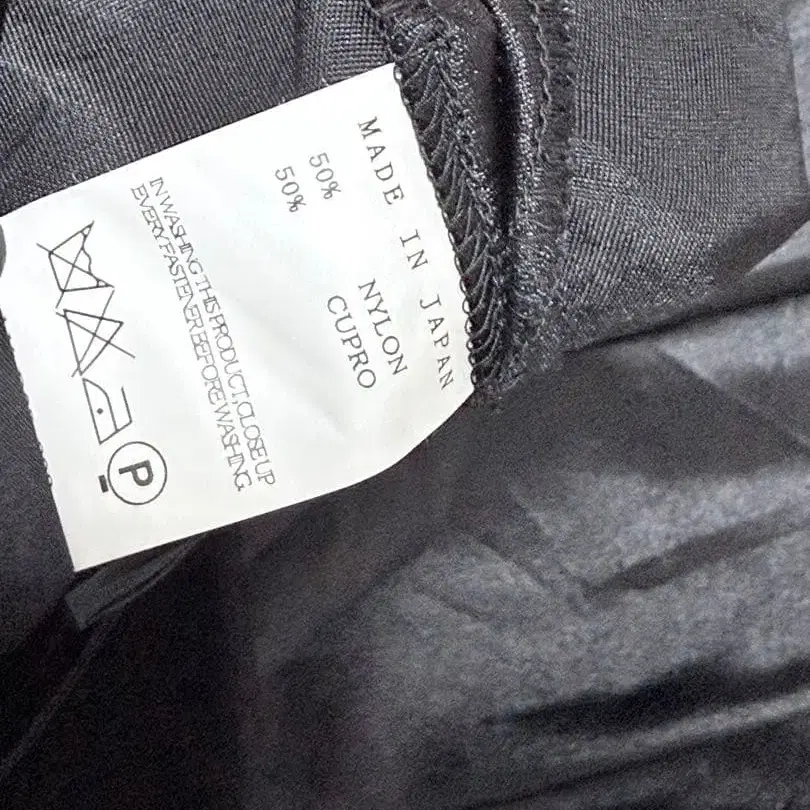 MADE IN JAPAN
50% NYLON
50% CUPRO
IN WASHING THIS PRODUCT, CLOSE UP
EVERY FASTENER BEFORE WASHING.
P